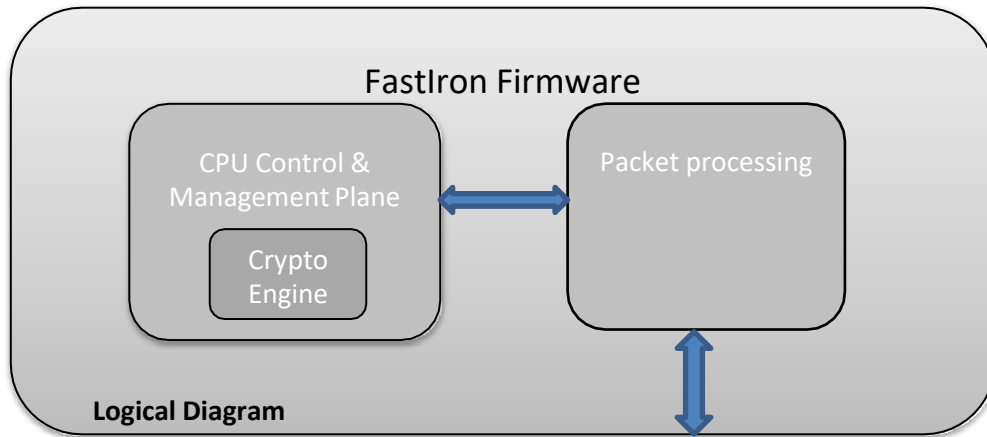 FastIron Firmware
CPU Control &
Management Plane
Crypto
Engine
Packet processing
Logical Diagram